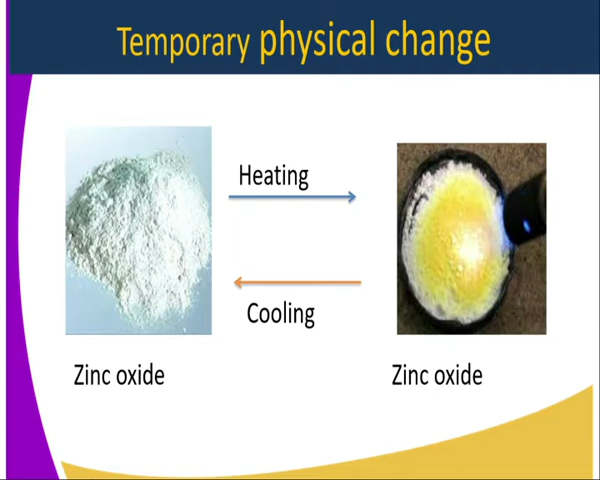 Temporary physical change
Heating
Cooling
Zinc oxide
Zinc oxide